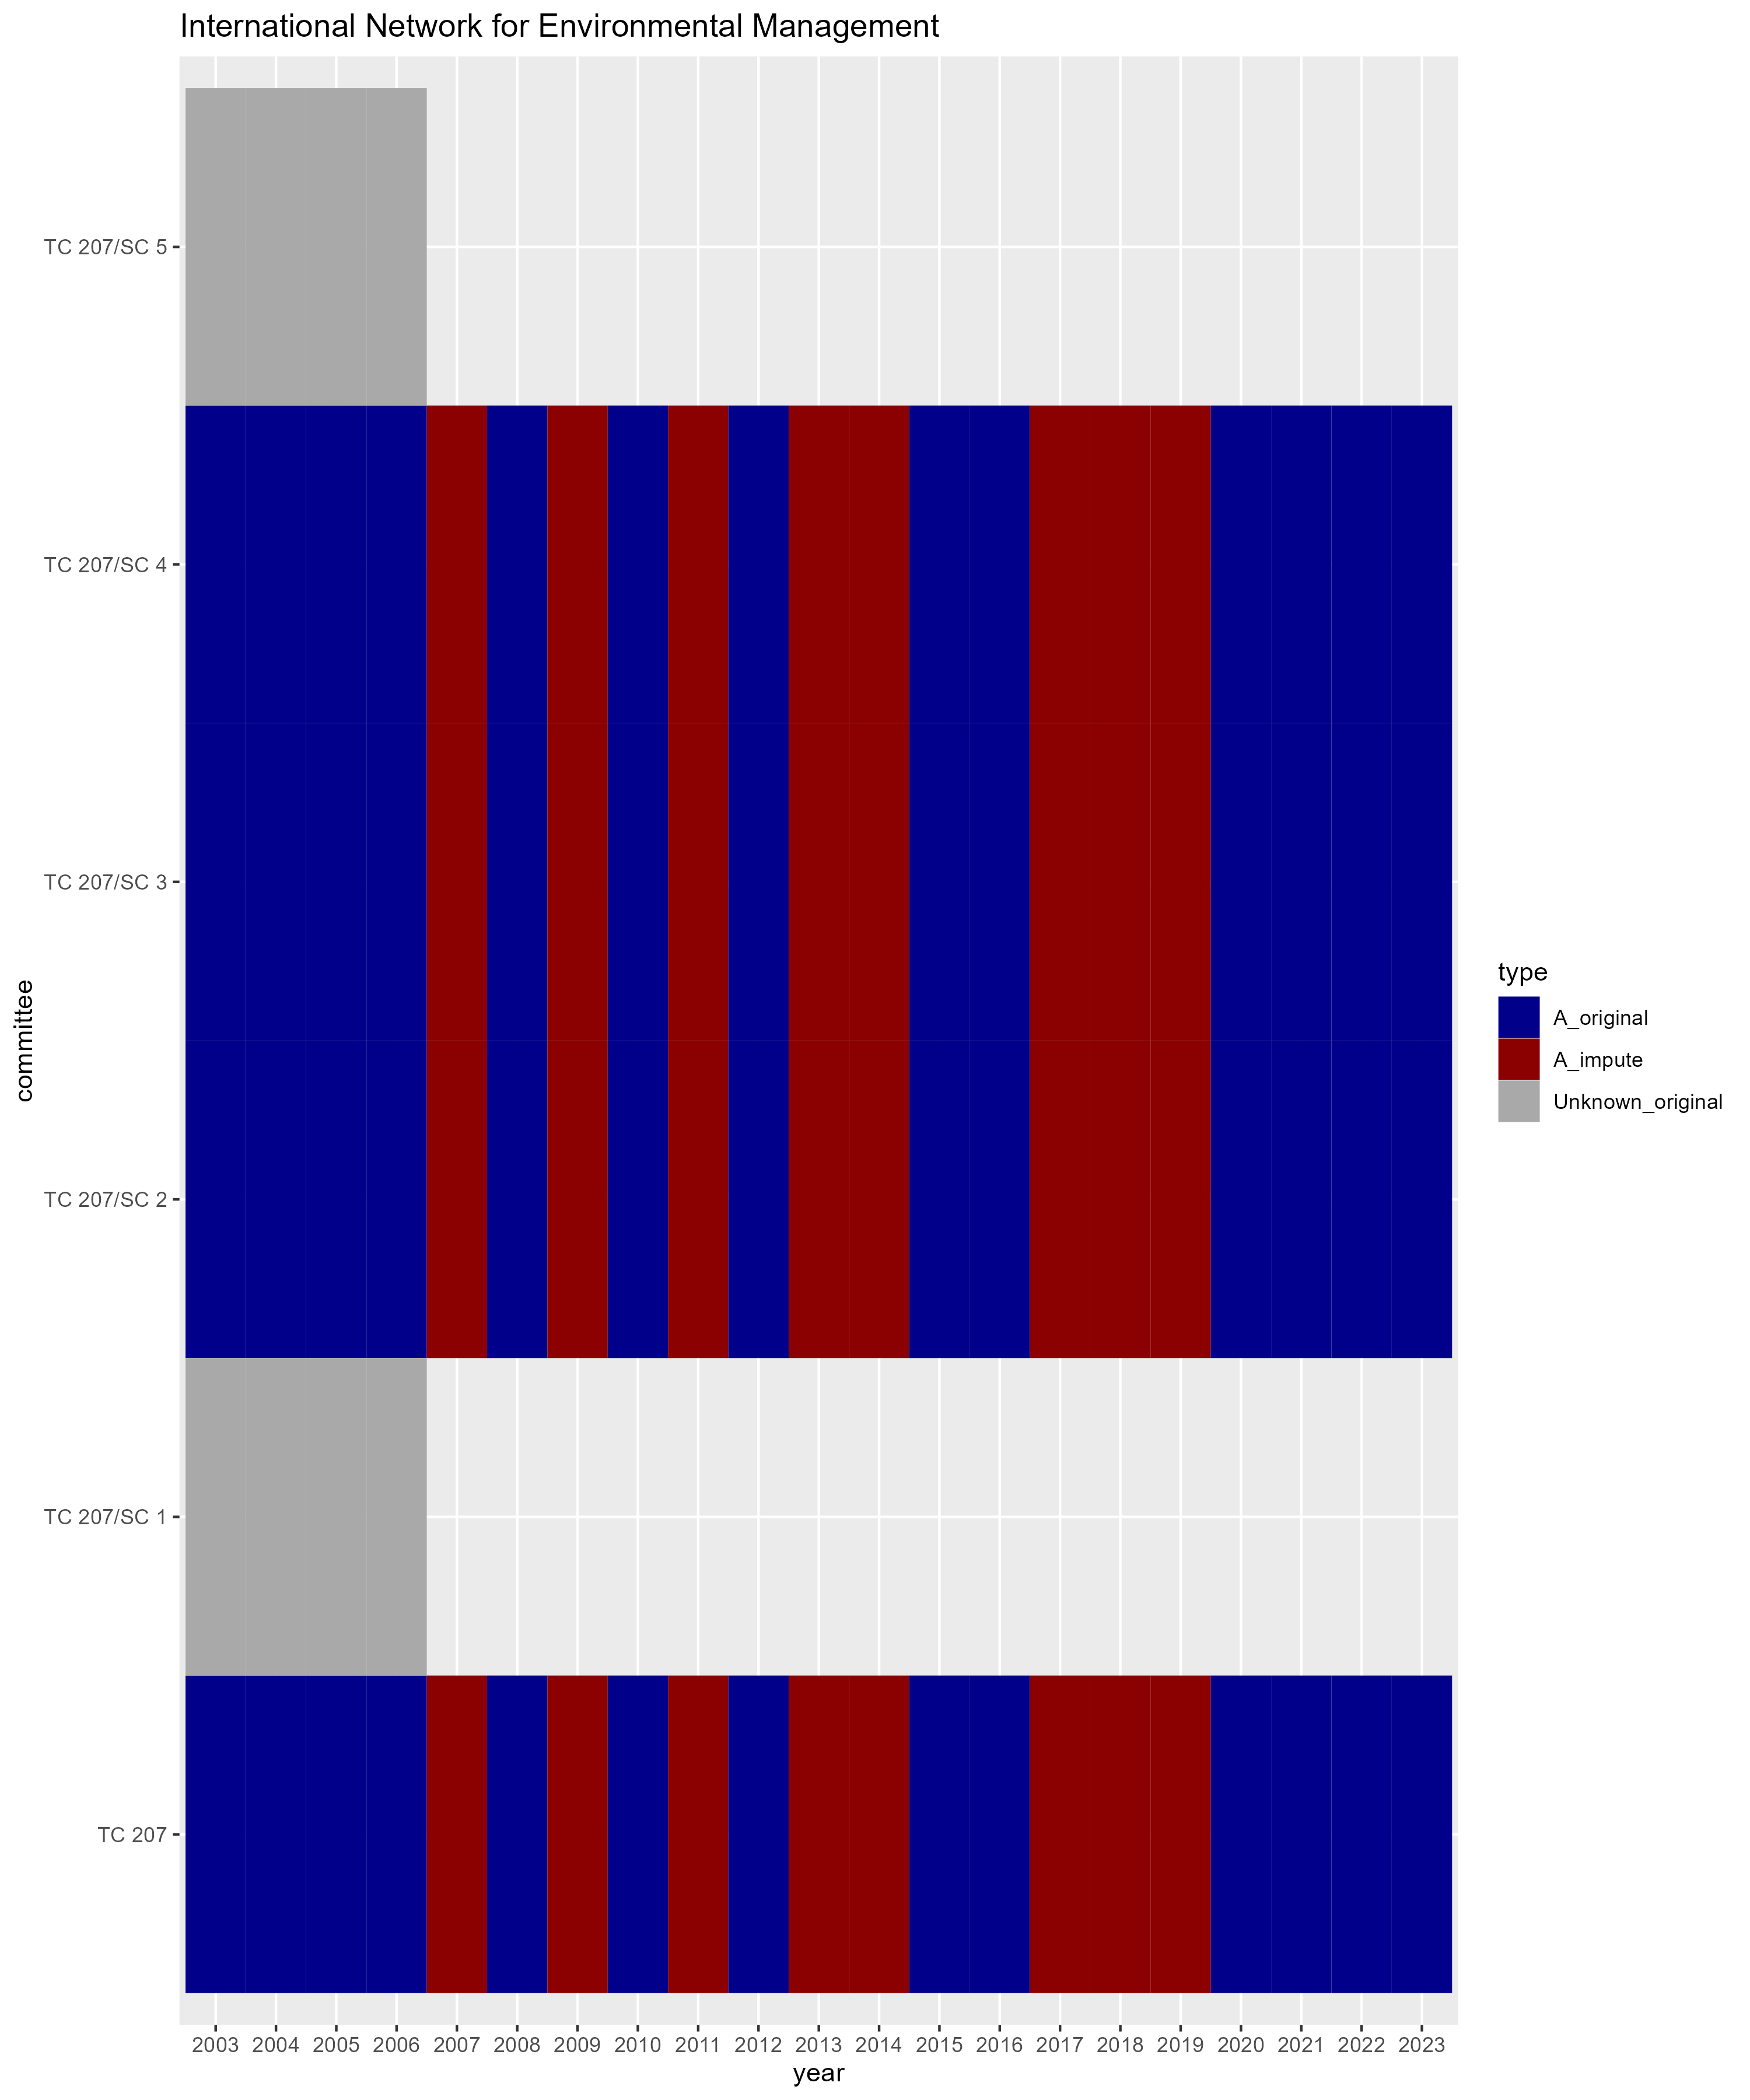 International Network for Environmental Management
committee
TC 207/SC 5
TC 207/SC 4
TC 207/SC 3
TC 207/SC 2
TC 207/SC 1
TC 207
2003 2004 2005 2006 2007 2008 2009 2010 2011 2012 2013 2014 2015 2016 2017 2018 2019 2020 2021 2022 2023
year
type
A_original
A_impute
Unknown_original